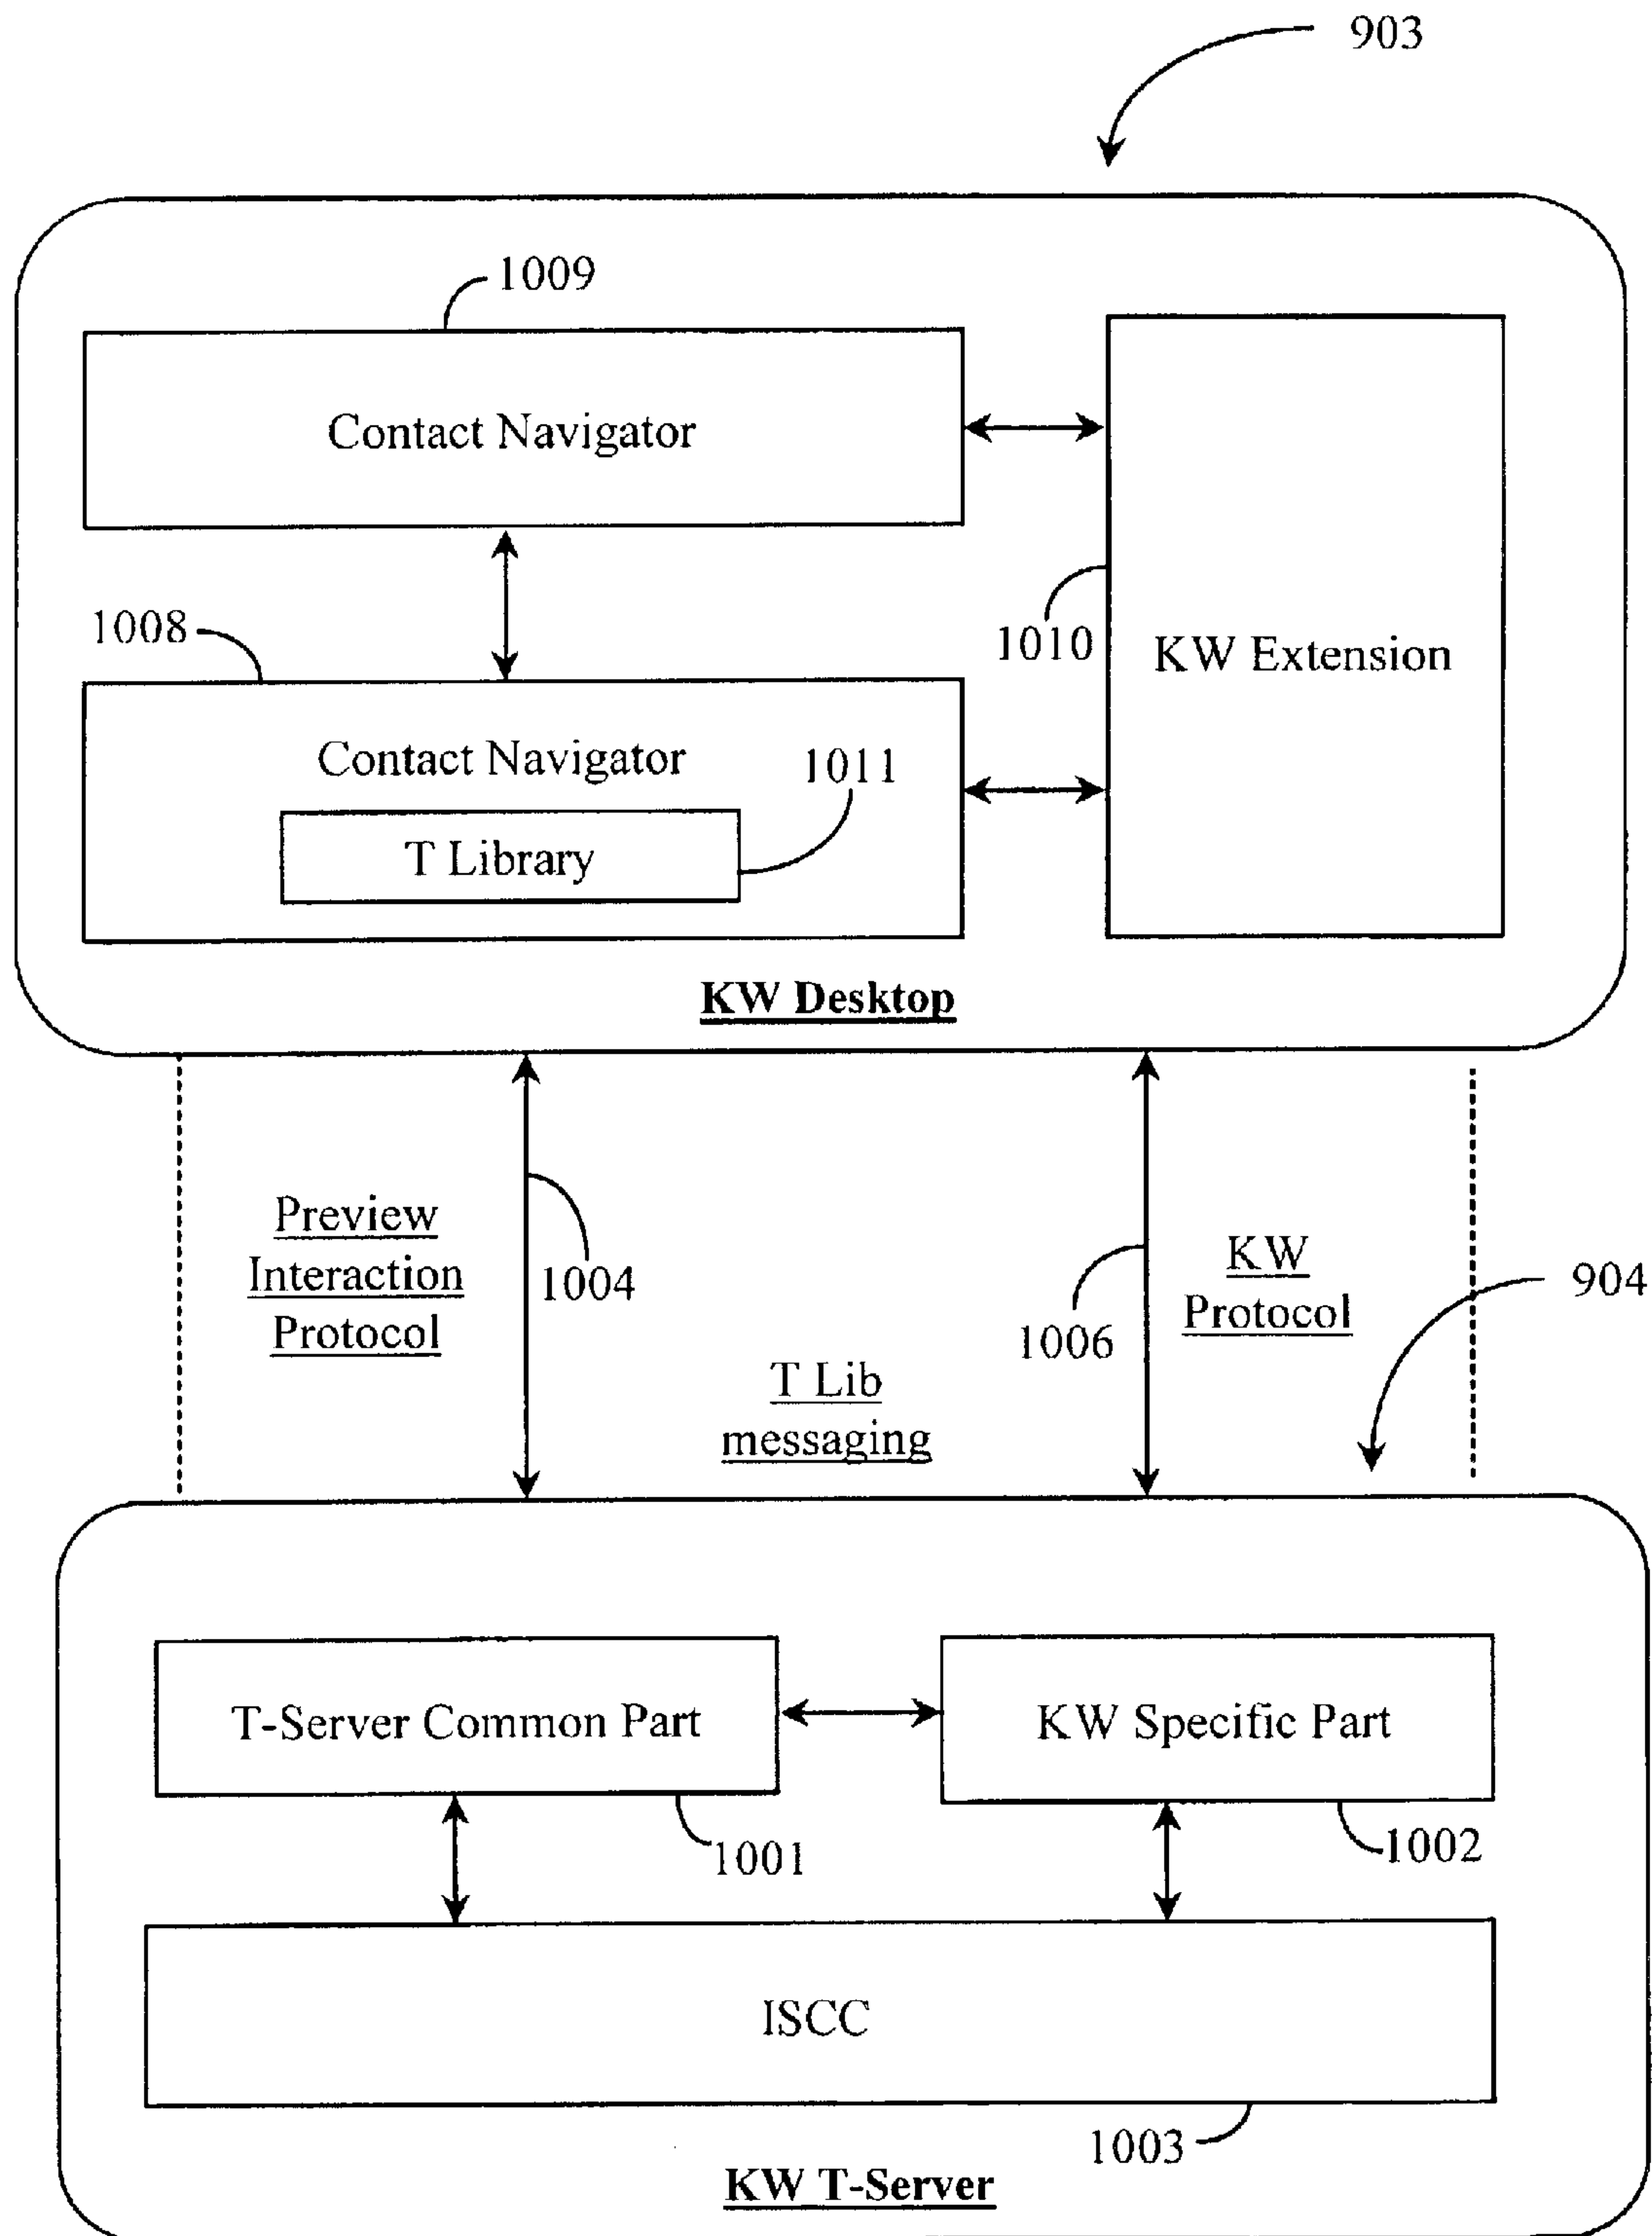 903
1009
Contact Navigator
1008
1010
KW Extension
Contact Navigator
1011
T Library
KW Desktop
Preview
Interaction
Protocol
1004
KW
Protocol
1006
904
T Lib
messaging
T-Server Common Part
KW Specific Part
1001
1002
ISCC
1003
KW T-Server